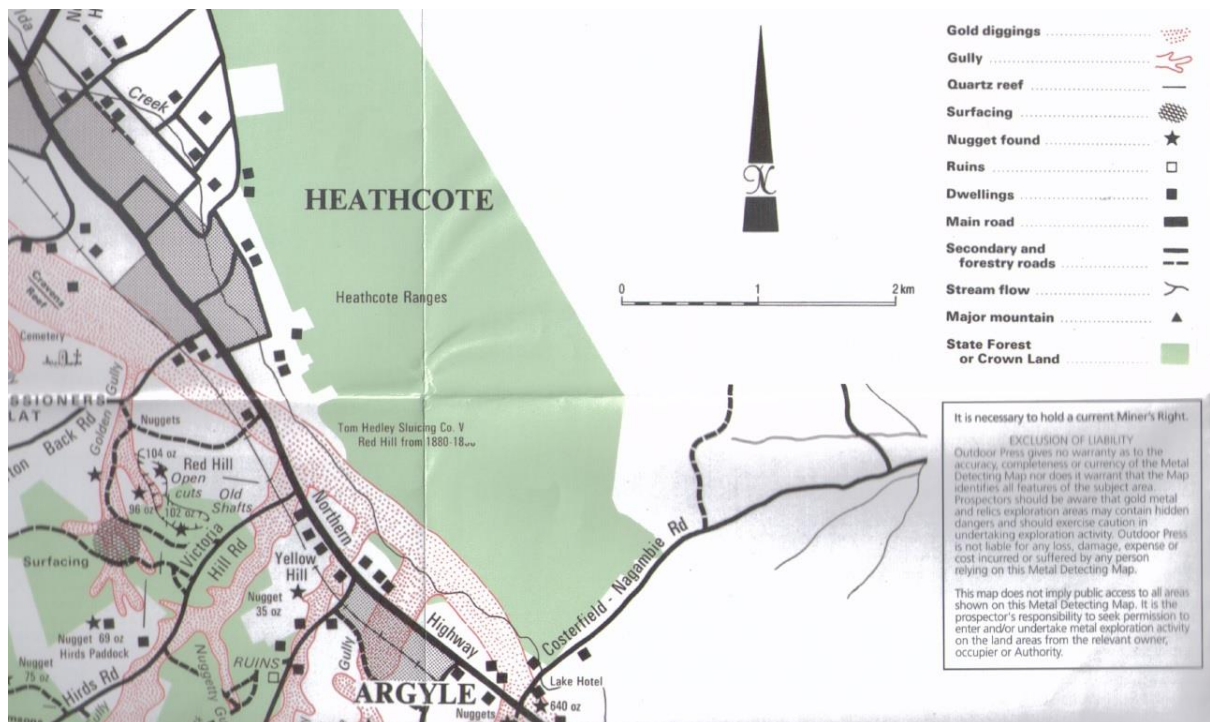 Ida
Creek
HEATHCOTE
Heathcote Ranges
Cravens
Reef
Cemetery
SSIONERS
LAT
Back Rd
Golden Gully
Nuggets
Tom Hedley Sluicing Co. V
Red Hill from 1880-18
104 oz
Red Hill
Open
cuts
Old
Shafts
96 oz
102 oz
Surfacing
Victoria
Hill Rd
Northern
Highway
Yellow
Hill
Nugget
35 oz
Nugget 69 oz
Hirds Paddock
Nugget
75 oz
Hirds Rd
Gully
Nuggetty
RUINS
Gully
ARGYLE
Nuggets
Costerfield - Nagambie Rd
Lake Hotel
640 oz
N
0 1 2 km
Gold diggings
Gully
Quartz reef
Surfacing
Nugget found
Ruins
Dwellings
Main road
Secondary and
forestry roads
Stream flow
Major mountain
State Forest
or Crown Land
It is necessary to hold a current Miner's Right.
EXCLUSION OF LIABILITY
Outdoor Press gives no warranty as to the
accuracy, completeness or currency of the Metal
Detecting Map nor does it warrant that the Map
identifies all features of the subject area.
Prospectors should be aware that gold metal
and relics exploration areas may contain hidden
dangers and should exercise caution in
undertaking exploration activity. Outdoor Press
is not liable for any loss, damage, expense or
cost incurred or suffered by any person
relying on this Metal Detecting Map.
This map does not imply public access to all areas
shown on this Metal Detecting Map. It is the
prospector's responsibility to seek permission to
enter and/or undertake metal exploration activity
on the land areas from the relevant owner,
occupier or Authority.